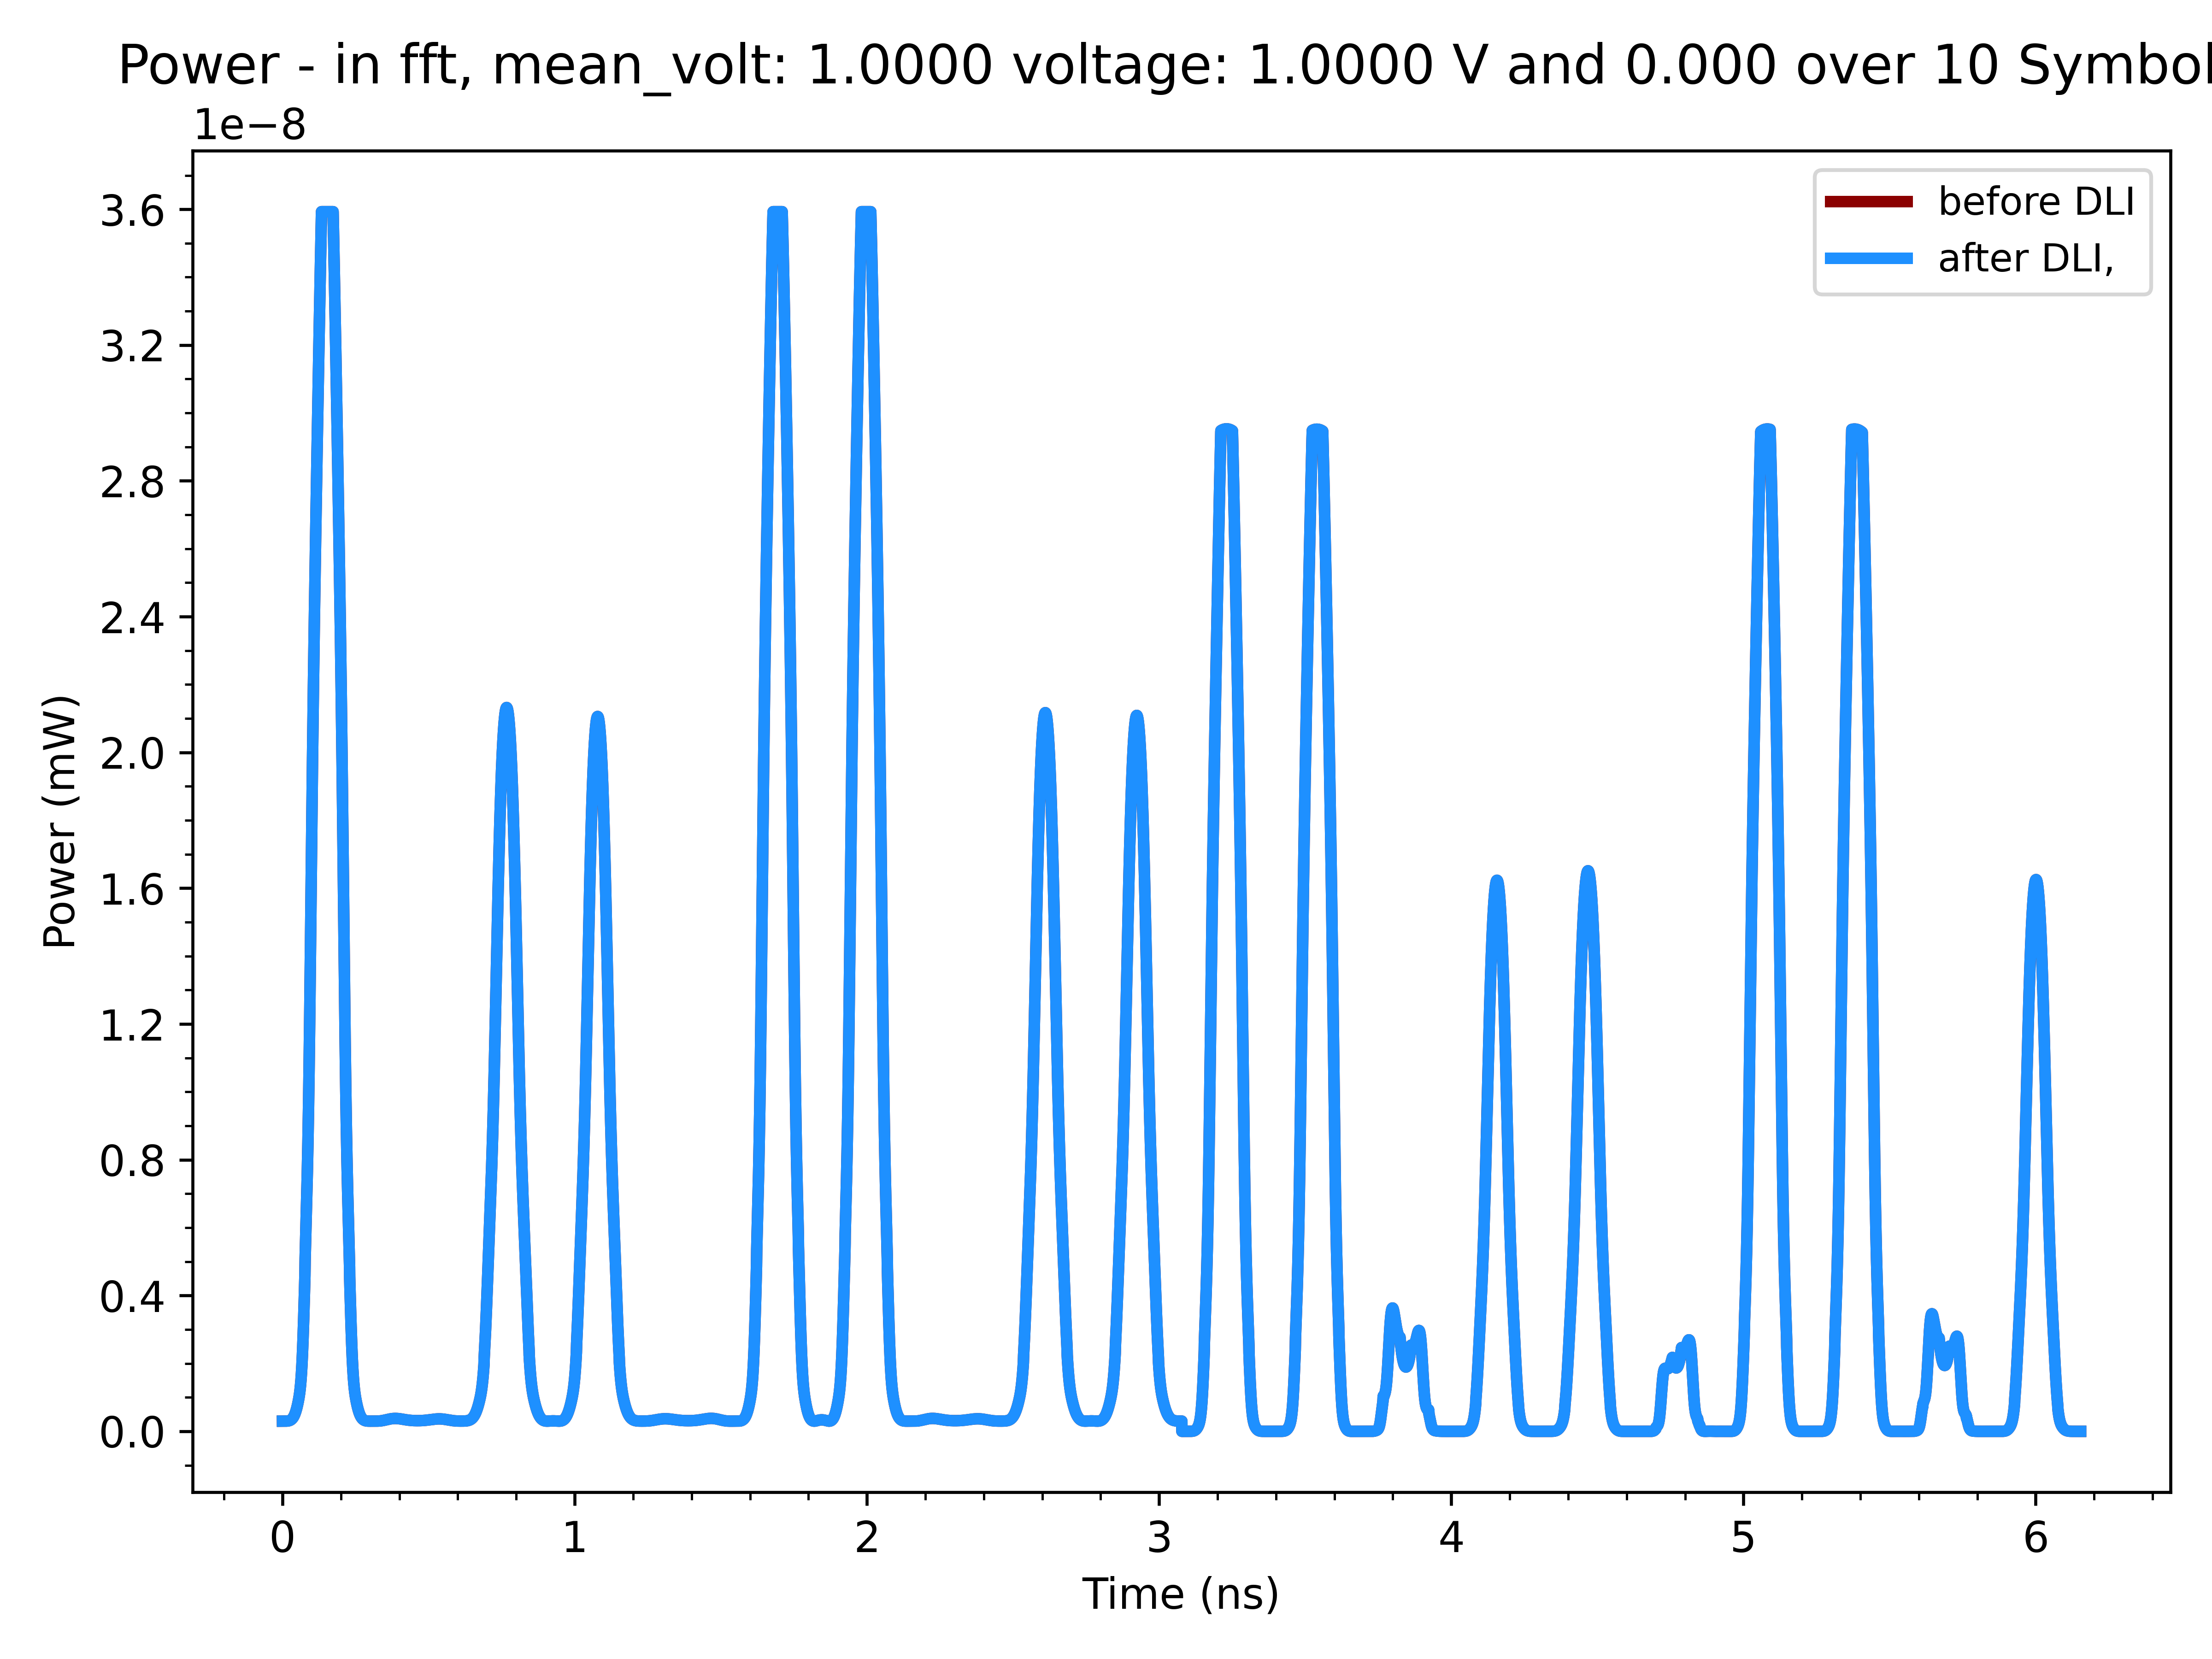 Power - in fft, mean_volt: 1.0000 voltage: 1.0000 V and 0.000 over 10 Symbol
1e−8
before DLI
after DLI,
3.6
3.2
2.8
2.4
2.0
1.6
1.2
0.8
0.4
0.0
Power (mW)
0 1 2 3 4 5 6
Time (ns)